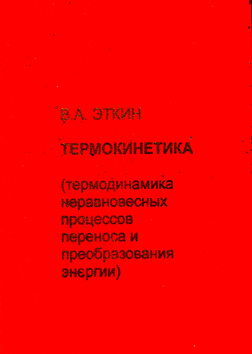 В.А. ЭТКИН
ТЕРМОКИНЕТИКА
(термодинамика
неравновесных
процессов
переноса и
преобразования
энергии)